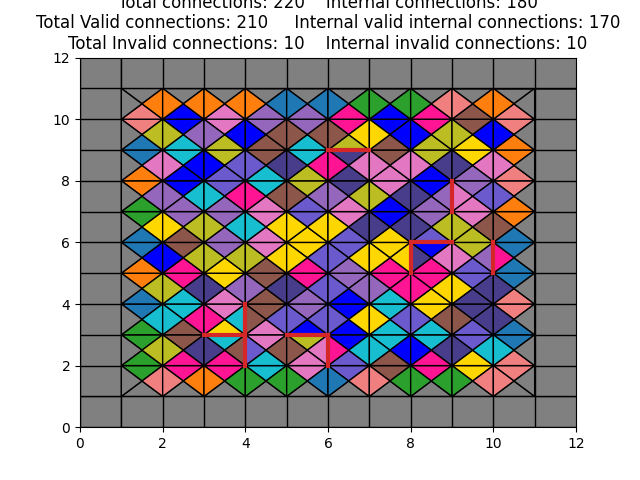 Total connections: 220    Internal connections: 180
Total Valid connections: 210    Internal valid internal connections: 170
Total Invalid connections: 10    Internal invalid connections: 10
12
10
8
6
4
2
0
0 2 4 6 8 10 12